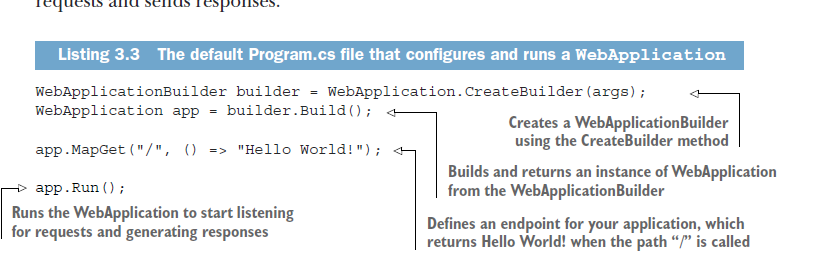 requests and sends responses.
Listing 3.3 The default Program.cs file that configures and runs a WebApplication
WebApplicationBuilder builder = WebApplication.CreateBuilder(args);
WebApplication app = builder.Build();
Creates a WebApplicationBuilder
using the CreateBuilder method
app.MapGet("/", () => "Hello World!");
Builds and returns an instance of WebApplication
from the WebApplicationBuilder
app.Run();
Runs the WebApplication to start listening
for requests and generating responses
Defines an endpoint for your application, which
returns Hello World! when the path “/” is called